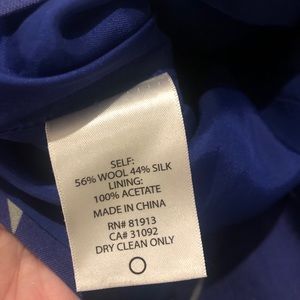 SELF:
56% WOOL 44% SILK
LINING:
100% ACETATE
MADE IN CHINA
RN# 81913
CA# 31092
DRY CLEAN ONLY